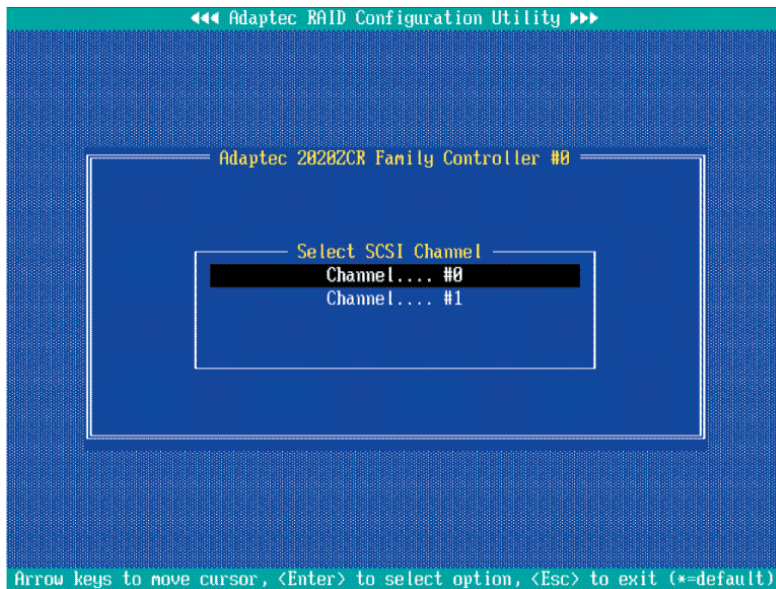 ◄◄◄ Adaptec RAID Configuration Utility ►►►
Adaptec 2020ZCR Family Controller #0
Select SCSI Channel
Channel.... #0
Channel.... #1
Arrow keys to move cursor, <Enter> to select option, <Esc> to exit (*=default)